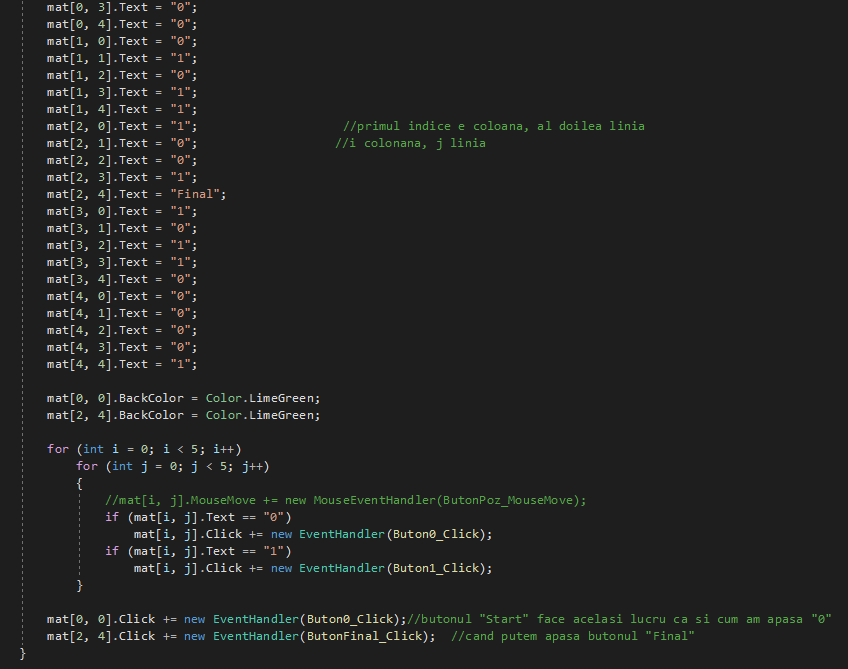 mat[0, 3].Text = "0";
mat[0, 4].Text = "0";
mat[1, 0].Text = "0";
mat[1, 1].Text = "1";
mat[1, 2].Text = "0";
mat[1, 3].Text = "1";
mat[1, 4].Text = "1";
mat[2, 0].Text = "1"; //primul indice e coloana, al doilea linia
mat[2, 1].Text = "0"; //i colonana, j linia
mat[2, 2].Text = "0";
mat[2, 3].Text = "1";
mat[2, 4].Text = "Final";
mat[3, 0].Text = "1";
mat[3, 1].Text = "0";
mat[3, 2].Text = "1";
mat[3, 3].Text = "1";
mat[3, 4].Text = "0";
mat[4, 0].Text = "0";
mat[4, 1].Text = "0";
mat[4, 2].Text = "0";
mat[4, 3].Text = "0";
mat[4, 4].Text = "1";
mat[0, 0].BackColor = Color.LimeGreen;
mat[2, 4].BackColor = Color.LimeGreen;
for (int i = 0; i < 5; i++)
for (int j = 0; j < 5; j++)
{
//mat[i, j].MouseMove += new MouseEventHandler(ButonPoz_MouseMove);
if (mat[i, j].Text == "0")
mat[i, j].Click += new EventHandler(Buton0_Click);
if (mat[i, j].Text == "1")
mat[i, j].Click += new EventHandler(Buton1_Click);
}
mat[0, 0].Click += new EventHandler(Buton0_Click);//butonul "Start" face acelasi lucru ca si cum am apasa "0"
mat[2, 4].Click += new EventHandler(ButonFinal_Click); //cand putem apasa butonul "Final"
}